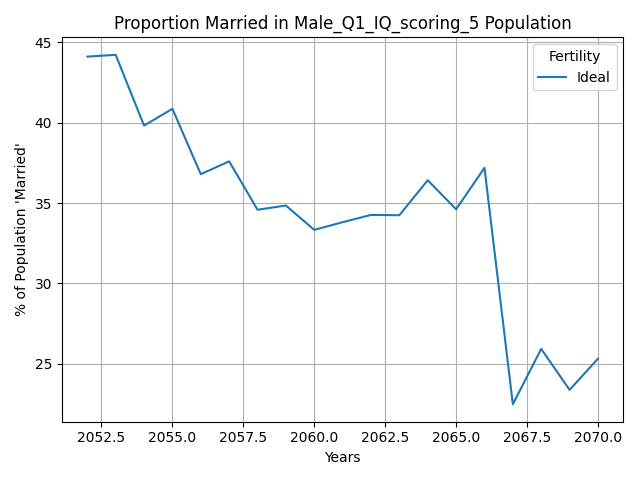 Proportion Married in Male_Q1_IQ_scoring_5 Population
Fertility
Ideal
% of Population 'Married'
45
40
35
30
25
2052.5 2055.0 2057.5 2060.0 2062.5 2065.0 2067.5 2070.0
Years